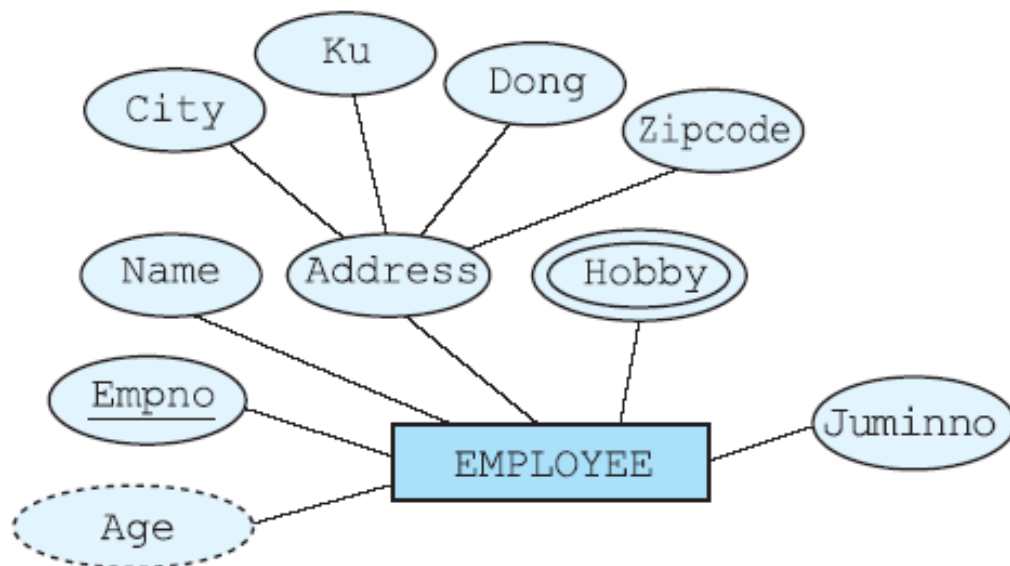 Ku
City
Dong
Zipcode
Name
Address
Hobby
Empno
Juminno
EMPLOYEE
Age